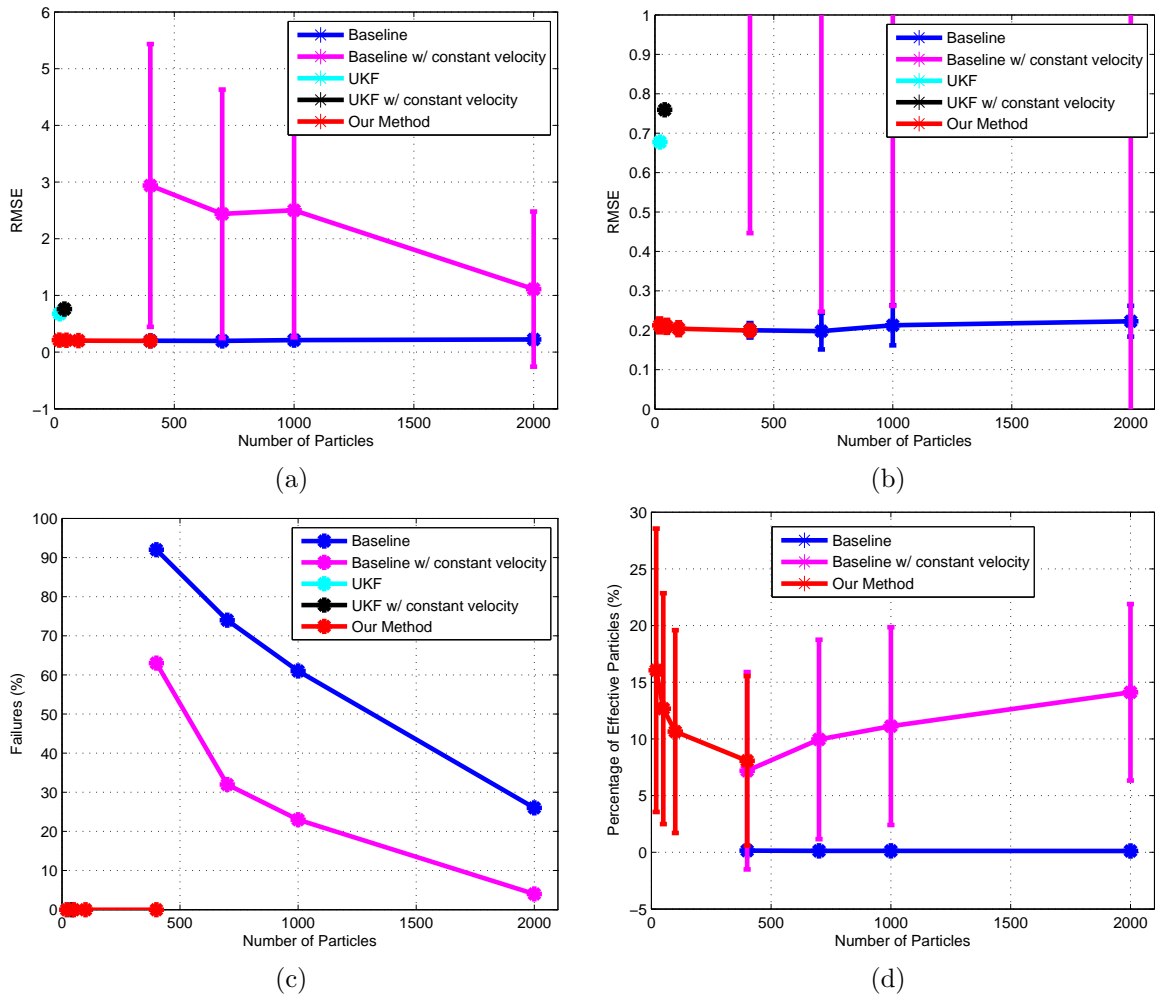 6
5
4
3
2
1
0
−1
0
500
1000
1500
2000
RMSE
Number of Particles
Baseline
Baseline w/ constant velocity
UKF
UKF w/ constant velocity
Our Method
(a)
1
0.9
0.8
0.7
0.6
0.5
0.4
0.3
0.2
0.1
0
0
500
1000
1500
2000
RMSE
Number of Particles
Baseline
Baseline w/ constant velocity
UKF
UKF w/ constant velocity
Our Method
(b)
100
90
80
70
60
50
40
30
20
10
0
0
500
1000
1500
2000
Failures (%)
Number of Particles
Baseline
Baseline w/ constant velocity
UKF
UKF w/ constant velocity
Our Method
(c)
30
25
20
15
10
5
0
−5
0
500
1000
1500
2000
Percentage of Effective Particles (%)
Number of Particles
Baseline
Baseline w/ constant velocity
Our Method
(d)